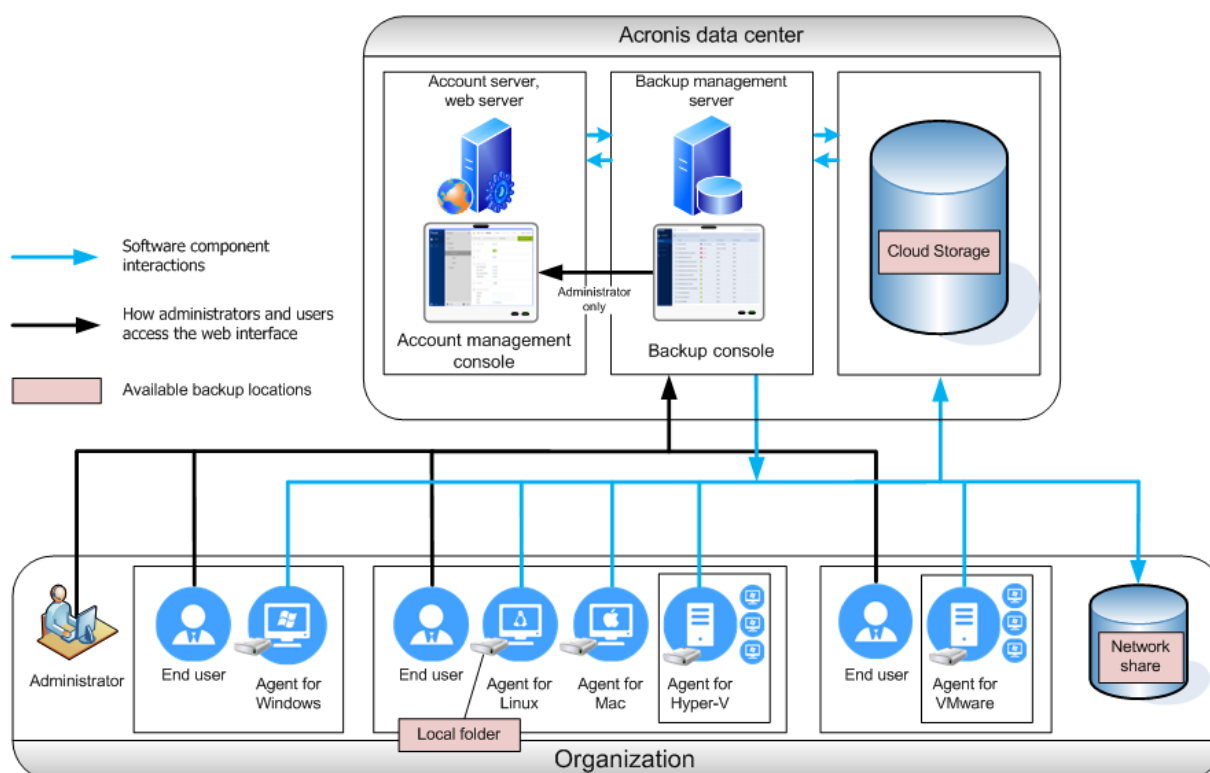 Acronis data center
Account server,
web server
Backup management
server
Cloud Storage
Administrator
only
Account management
console
Backup console
Software component
interactions
How administrators and users
access the web interface
Available backup locations
Administrator
End user
Agent for
Windows
End user
Agent for
Linux
Agent for
Mac
Agent for
Hyper-V
End user
Agent for
VMware
Network
share
Local folder
Organization